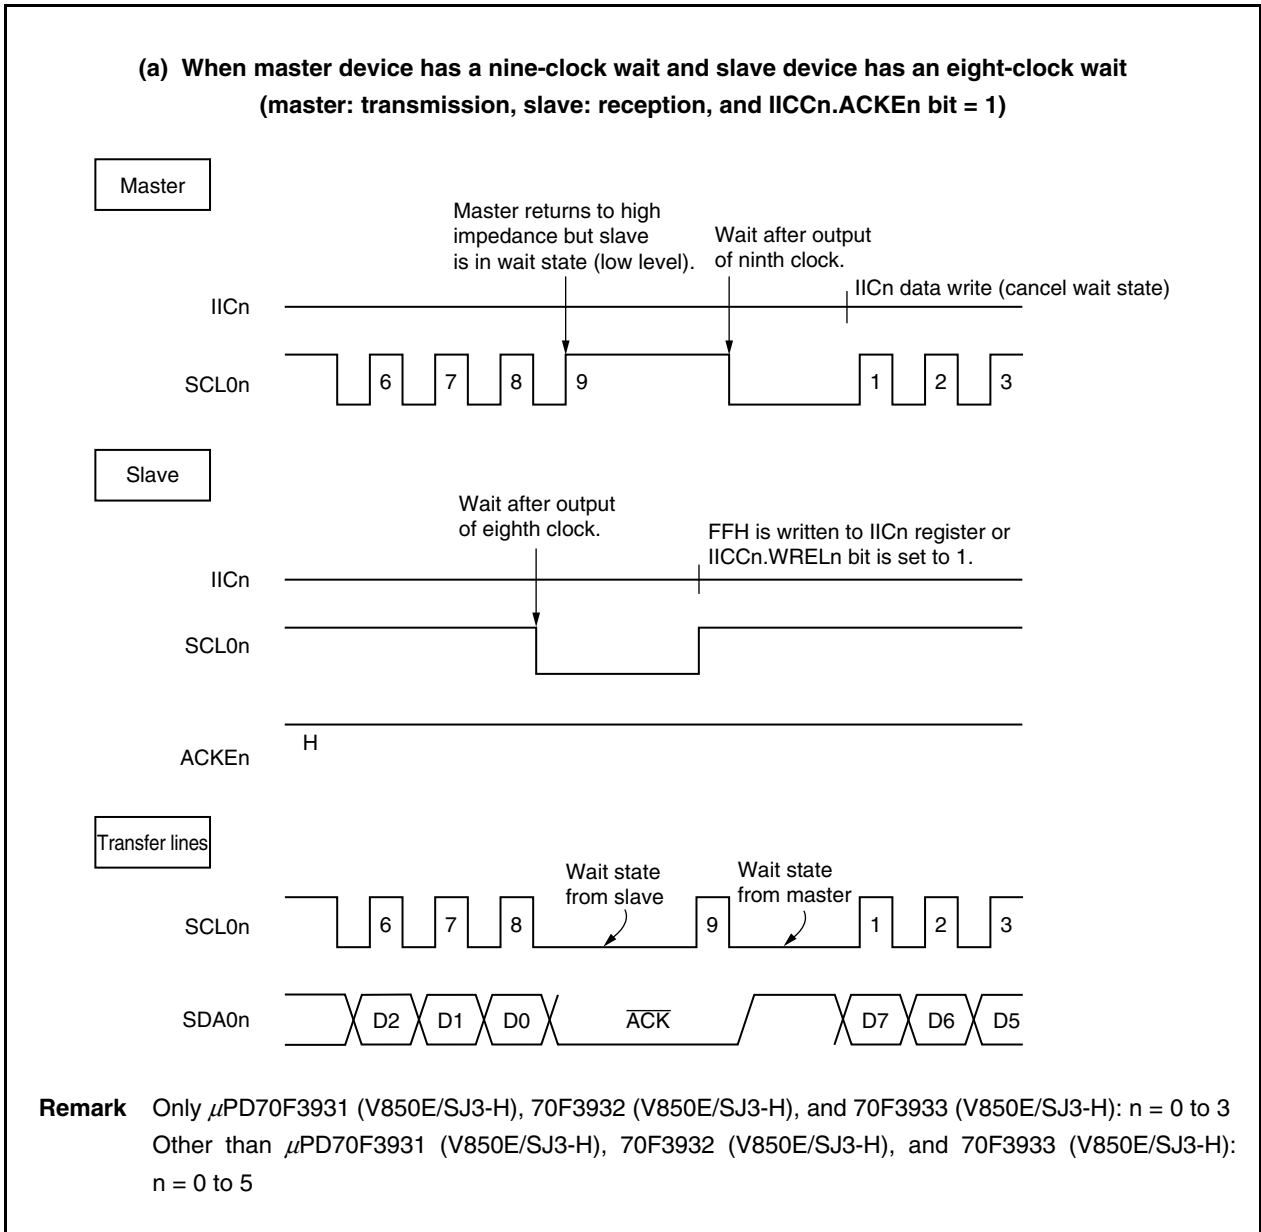 (a) When master device has a nine-clock wait and slave device has an eight-clock wait
(master: transmission, slave: reception, and IICCn.ACKEn bit = 1)
Master
Master returns to high
impedance but slave
is in wait state (low level).
Wait after output
of ninth clock.
IICn data write (cancel wait state)
IICn
SCL0n
6 7 8 9 1 2 3
Slave
Wait after output
of eighth clock.
FFH is written to IICn register or
IICCn.WRELn bit is set to 1.
IICn
SCL0n
H
ACKEn
Transfer lines
Wait state
from slave
Wait state
from master
SCL0n
6 7 8 9 1 2 3
SDA0n
D2 D1 D0 ACK D7 D6 D5
Remark Only μPD70F3931 (V850E/SJ3-H), 70F3932 (V850E/SJ3-H), and 70F3933 (V850E/SJ3-H): n = 0 to 3
Other than μPD70F3931 (V850E/SJ3-H), 70F3932 (V850E/SJ3-H), and 70F3933 (V850E/SJ3-H):
n = 0 to 5